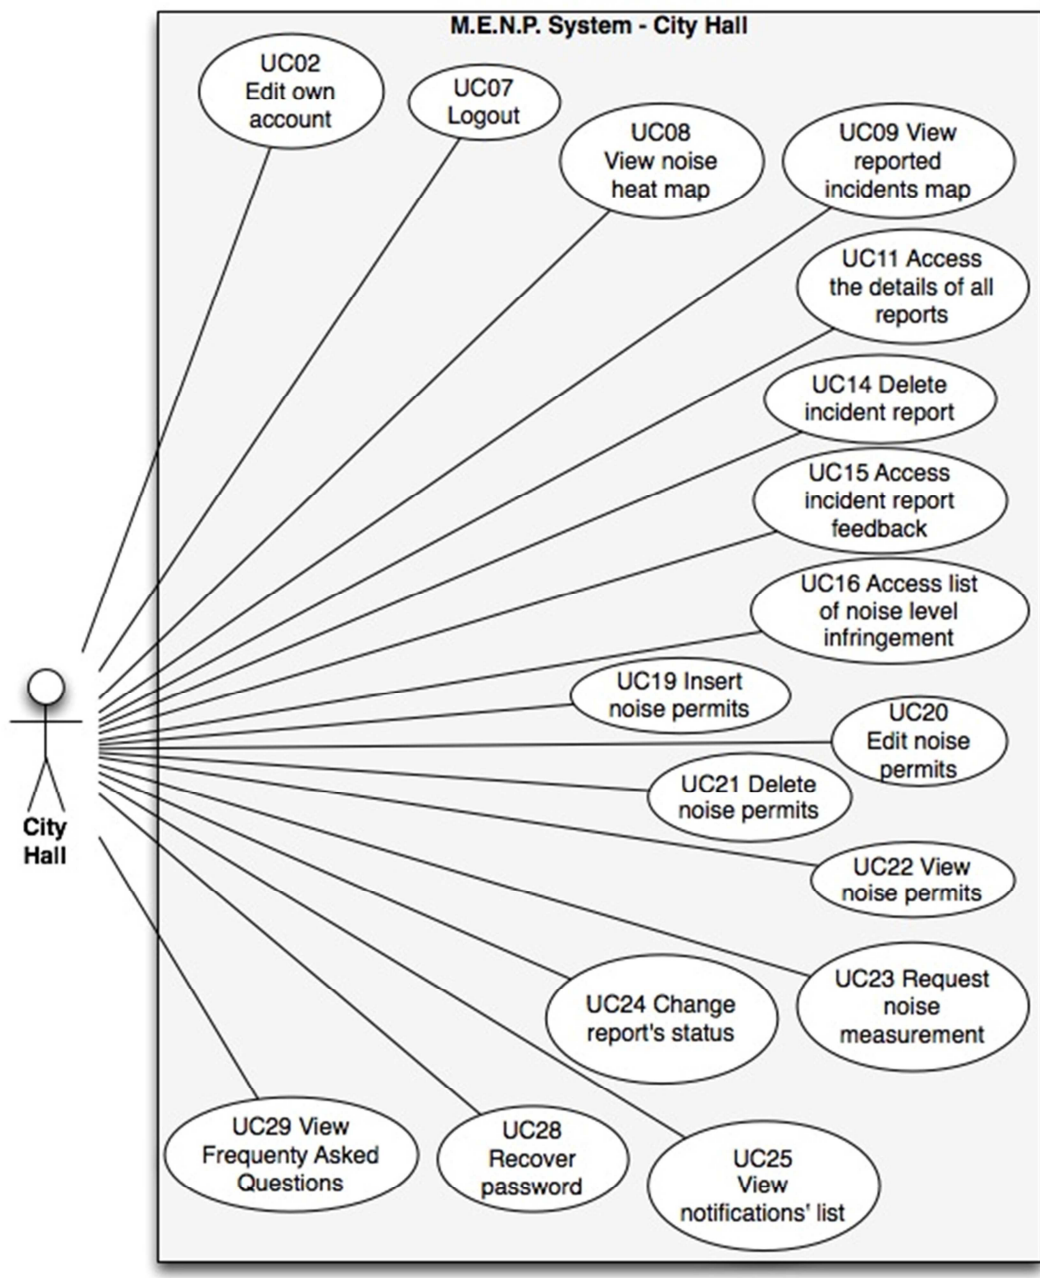 M.E.N.P. System - City Hall
UC02
Edit own
account
UC07
Logout
UC08
View noise
heat map
UC09 View
reported
incidents map
UC11 Access
the details of all
reports
UC14 Delete
incident report
UC15 Access
incident report
feedback
UC16 Access list
of noise level
infringement
UC19 Insert
noise permits
UC20
Edit noise
permits
UC21 Delete
noise permits
City
Hall
UC22 View
noise permits
UC23 Request
noise
measurement
UC24 Change
report's status
UC29 View
Frequenty Asked
Questions
UC28
Recover
password
UC25
View
notifications' list